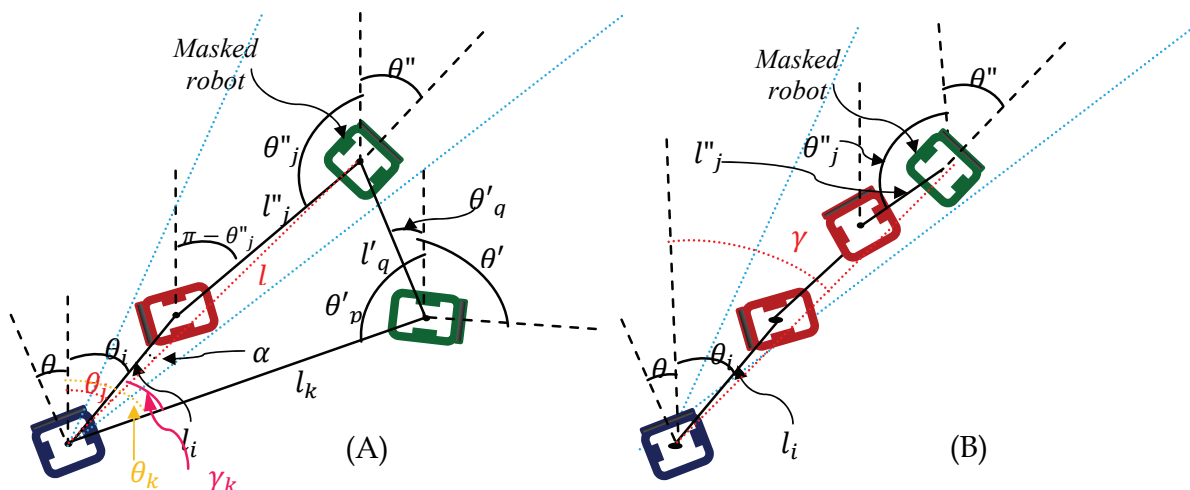 Masked
robot
θ"
θ"ⱼ
l"ⱼ
θ'q
π − θ"ⱼ
l
l'q
θ'
θ'p
θ
θᵢ
α
θⱼ
lₖ
lᵢ
θₖ
γₖ
(A)
Masked
robot
θ"
θ"ⱼ
l"ⱼ
γ
θ
θᵢ
lᵢ
(B)